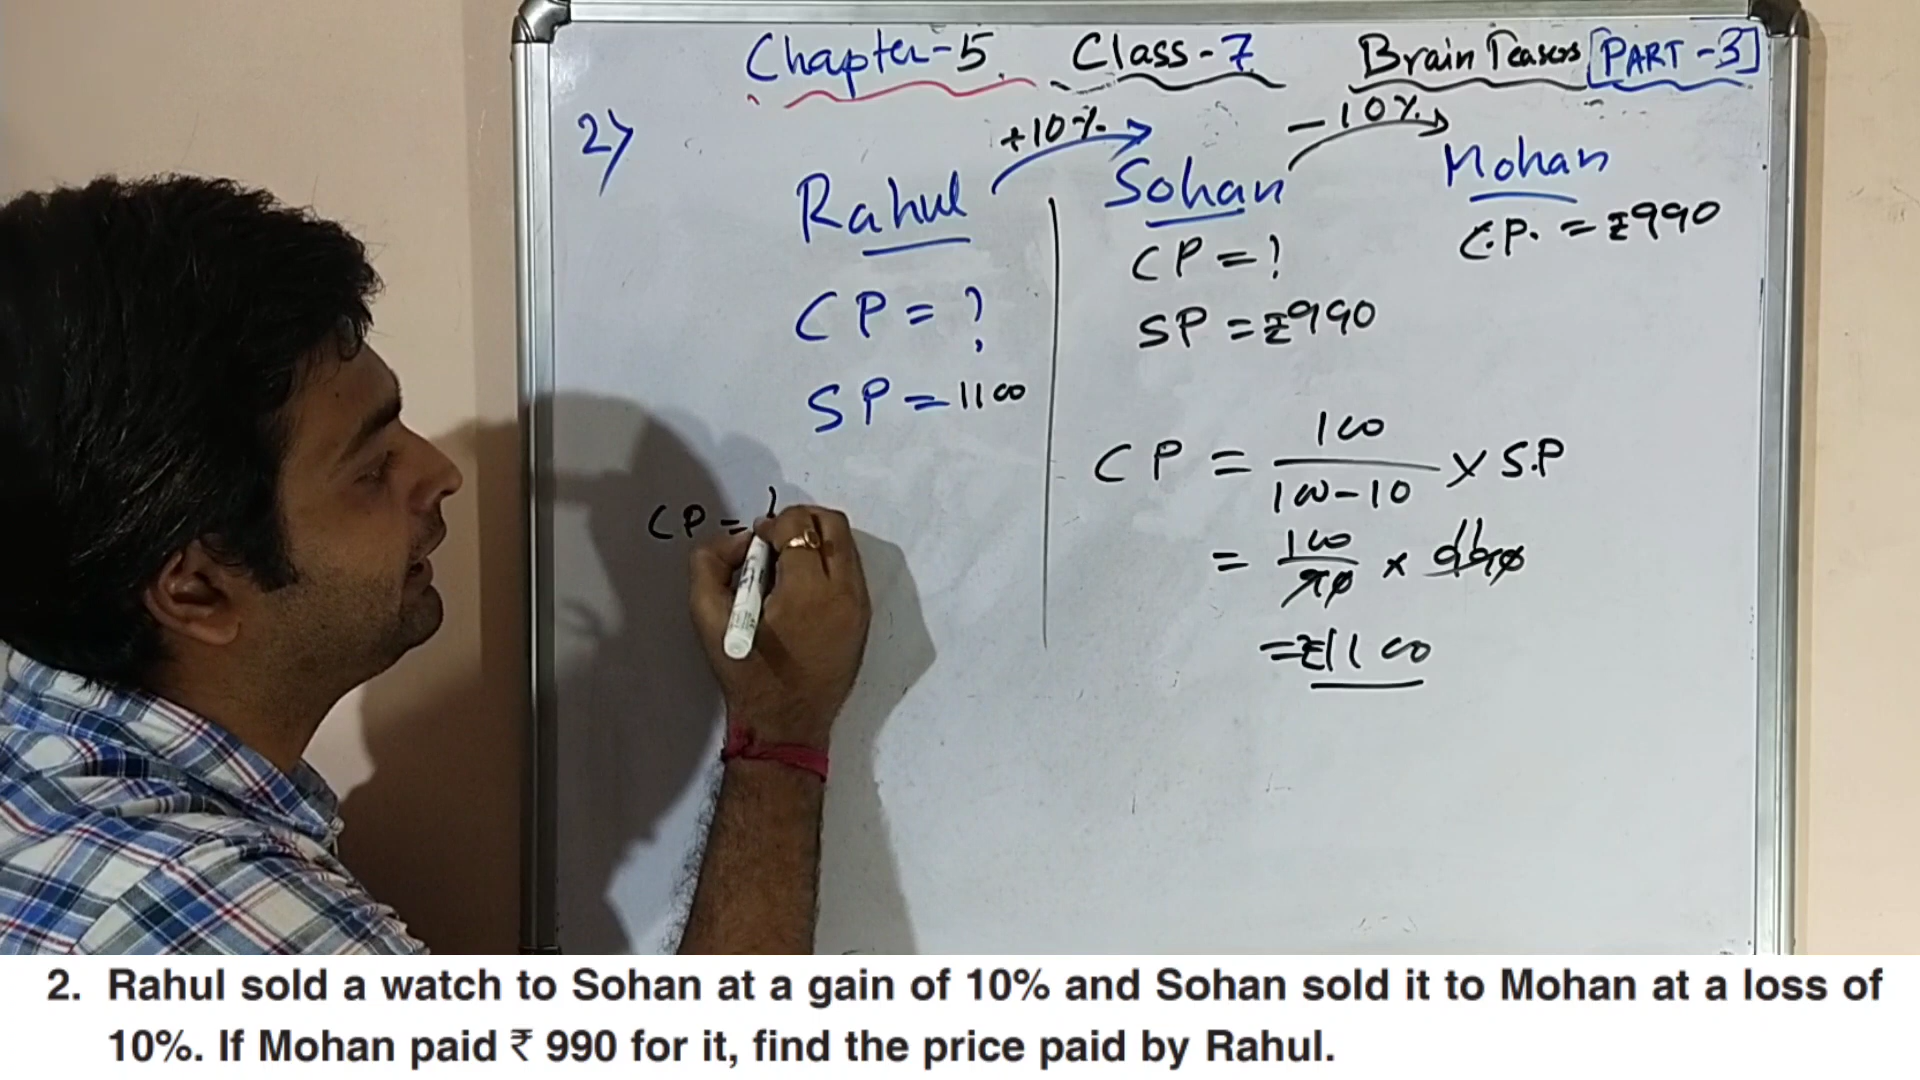 Chapter-5 Class-7 Brain Teasers [PART-3]
2) +10% -10%
Rahul Sohan Mohan
CP = ? CP = ? C.P. = ₹990
SP = 1100 SP = ₹990
CP = 100/100-10 × S.P
CP =
= 100/90 × 990 11
= ₹1100
2. Rahul sold a watch to Sohan at a gain of 10% and Sohan sold it to Mohan at a loss of
10%. If Mohan paid ₹ 990 for it, find the price paid by Rahul.